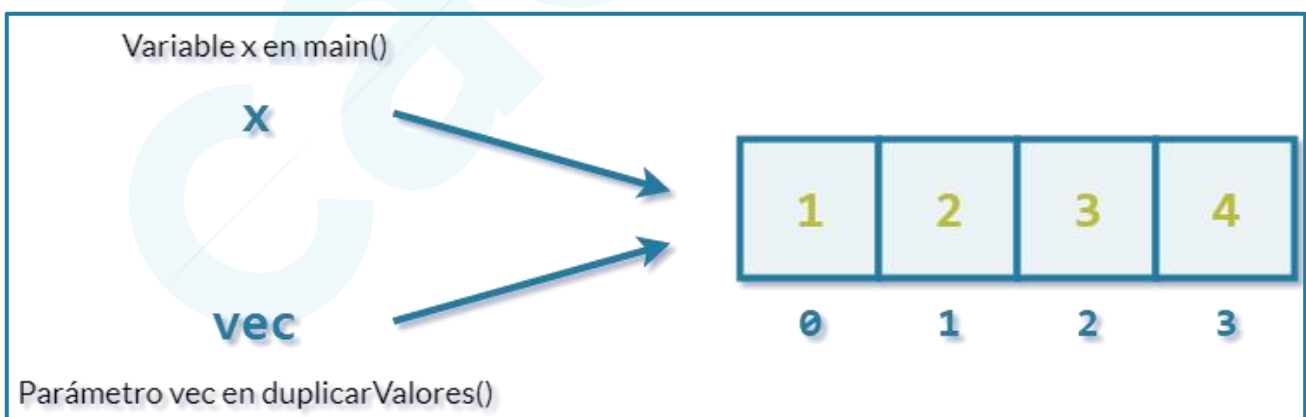 Variable x en main()
x
1 2 3 4
vec
0 1 2 3
Parámetro vec en duplicarValores()